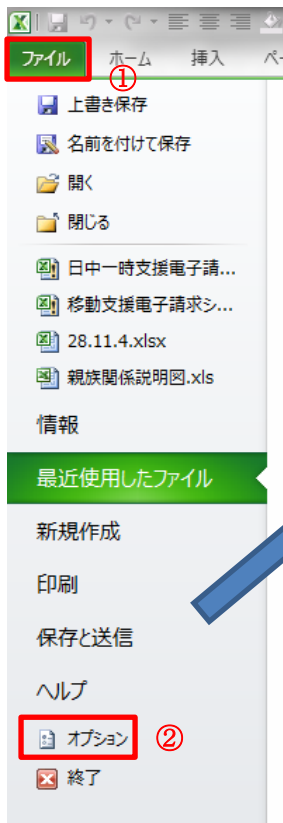 ファイル ホーム 挿入 ペー
①
上書き保存
名前を付けて保存
開く
閉じる
日中一時支援電子請...
移動支援電子請求シ...
28.11.4.xlsx
親族関係説明図.xls
情報
最近使用したファイル
新規作成
印刷
保存と送信
ヘルプ
オプション ②
終了